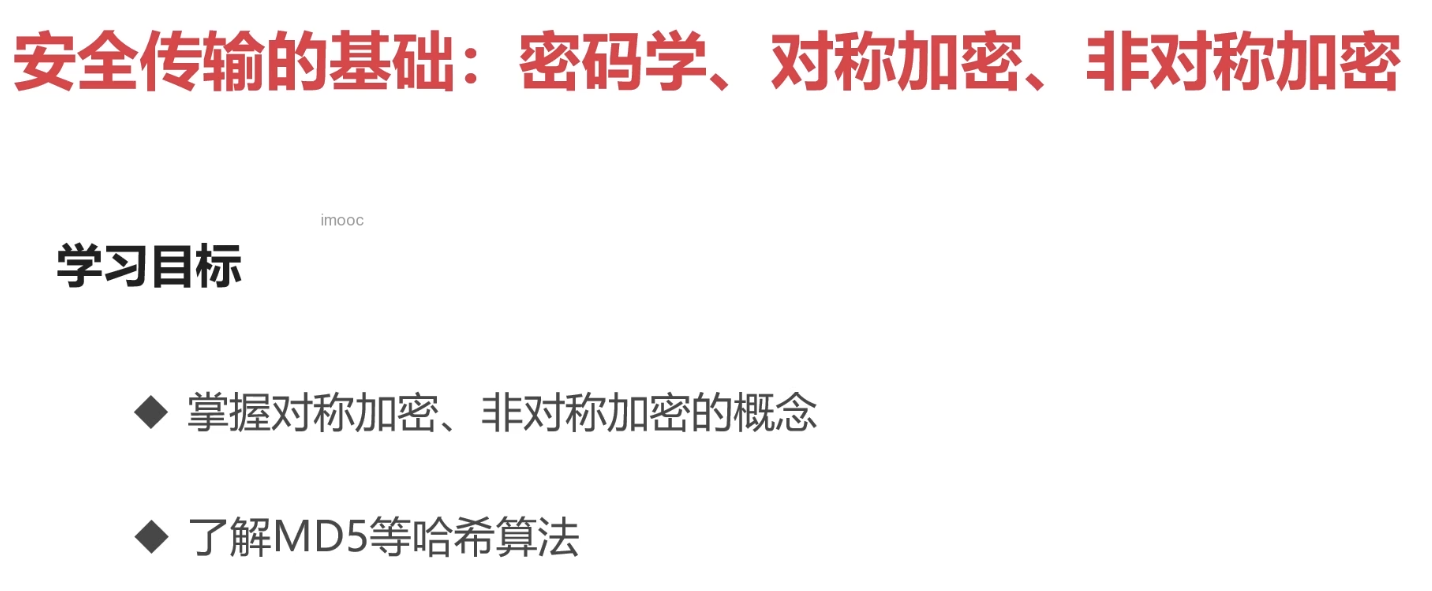 安全传输的基础：密码学、对称加密、非对称加密
imooc
学习目标
◆ 掌握对称加密、非对称加密的概念
◆ 了解MD5等哈希算法